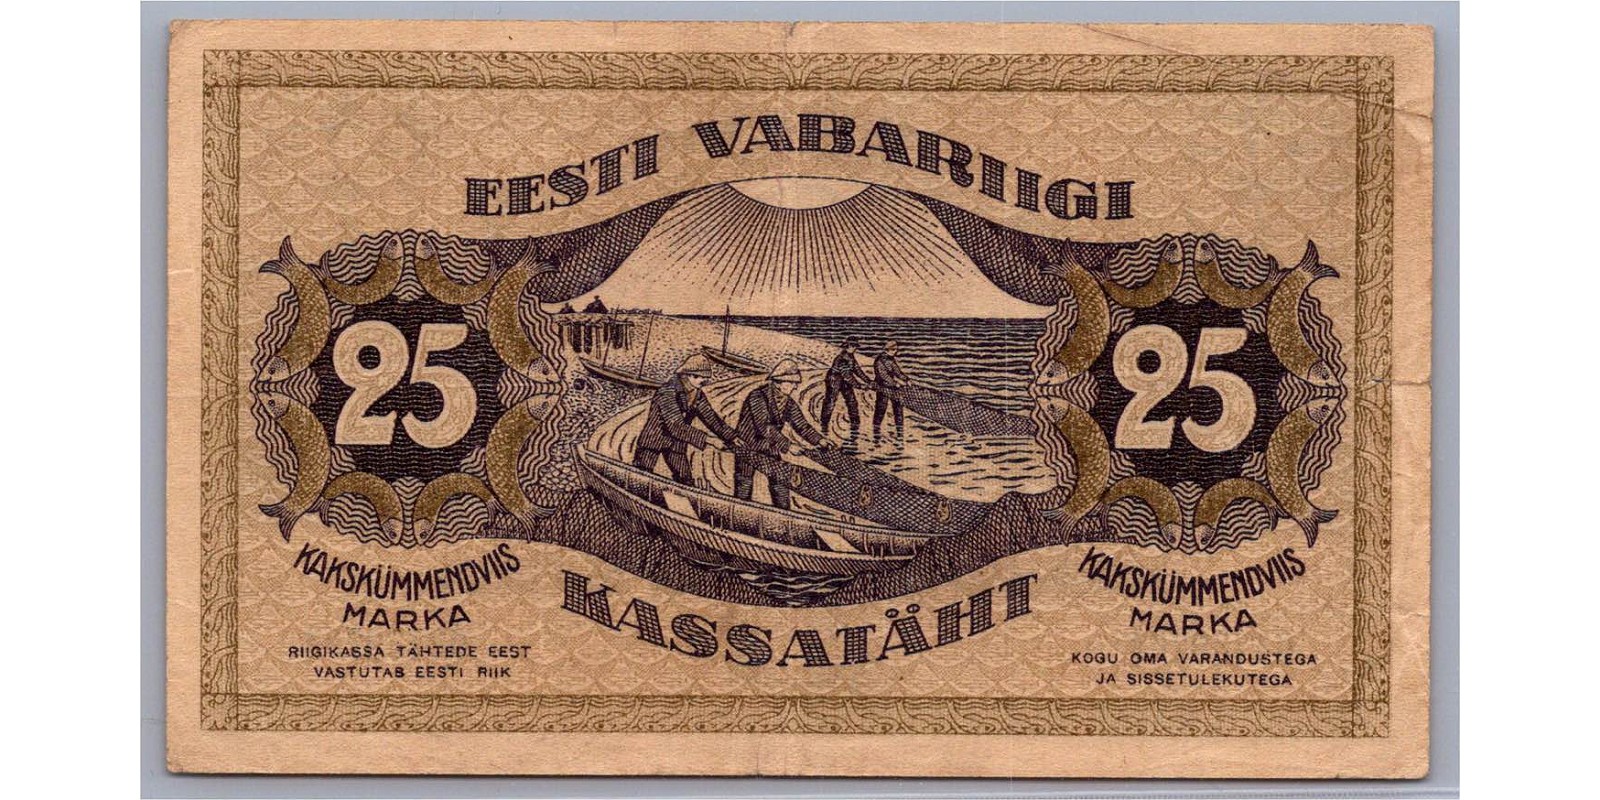 EESTI VABARIIGI
25
25
KAKSKÜMMENDVIIS
MARKA
RIIGIKASSA TÄHTEDE EEST
VASTUTAB EESTI RIIK
KASSATÄHT
KAKSKÜMMENDVIIS
MARKA
KOGU OMA VARANDUSTEGA
JA SISSETULEKUTEGA